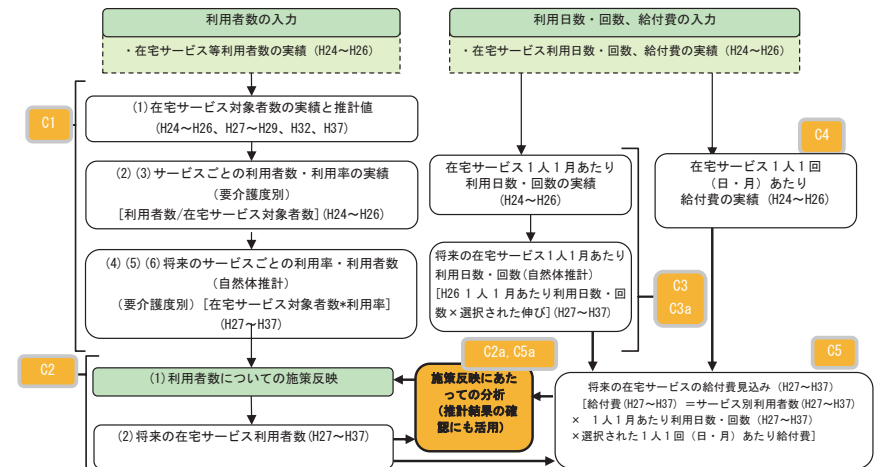 利用者数の入力
・在宅サービス等利用者数の実績（H24～H26）
利用日数・回数、給付費の入力
・在宅サービス利用日数・回数、給付費の実績（H24～H26）
C1
(1)在宅サービス対象者数の実績と推計値
(H24～H26、H27～H29、H32、H37)
(2)(3)サービスごとの利用者数・利用率の実績
(要介護度別)
[利用者数/在宅サービス対象者数](H24～H26)
(4)(5)(6)将来のサービスごとの利用率・利用者数
(自然体推計)
(要介護度別)［在宅サービス対象者数*利用率］
(H27～H37)
在宅サービス１人１月あたり
利用日数・回数の実績
(H24～H26)
将来の在宅サービス１人１月あたり
利用日数・回数(自然体推計)
[H26 １人１月あたり利用日数・回
数×選択された伸び](H27～H37)
C3
C3a
C4
在宅サービス１人１回
（日・月）あたり
給付費の実績（H24～H26）
C2
(1)利用者数についての施策反映
(2)将来の在宅サービス利用者数(H27～H37)
C2a, C5a
施策反映にあた
っての分析
（推計結果の確
認にも活用）
C5
将来の在宅サービスの給付費見込み（H27～H37）
［給付費(H27～H37）＝サービス別利用者数(H27～H37)
× １人１月あたり利用日数・回数（H27～H37）
×選択された１人１回（日・月）あたり給付費］